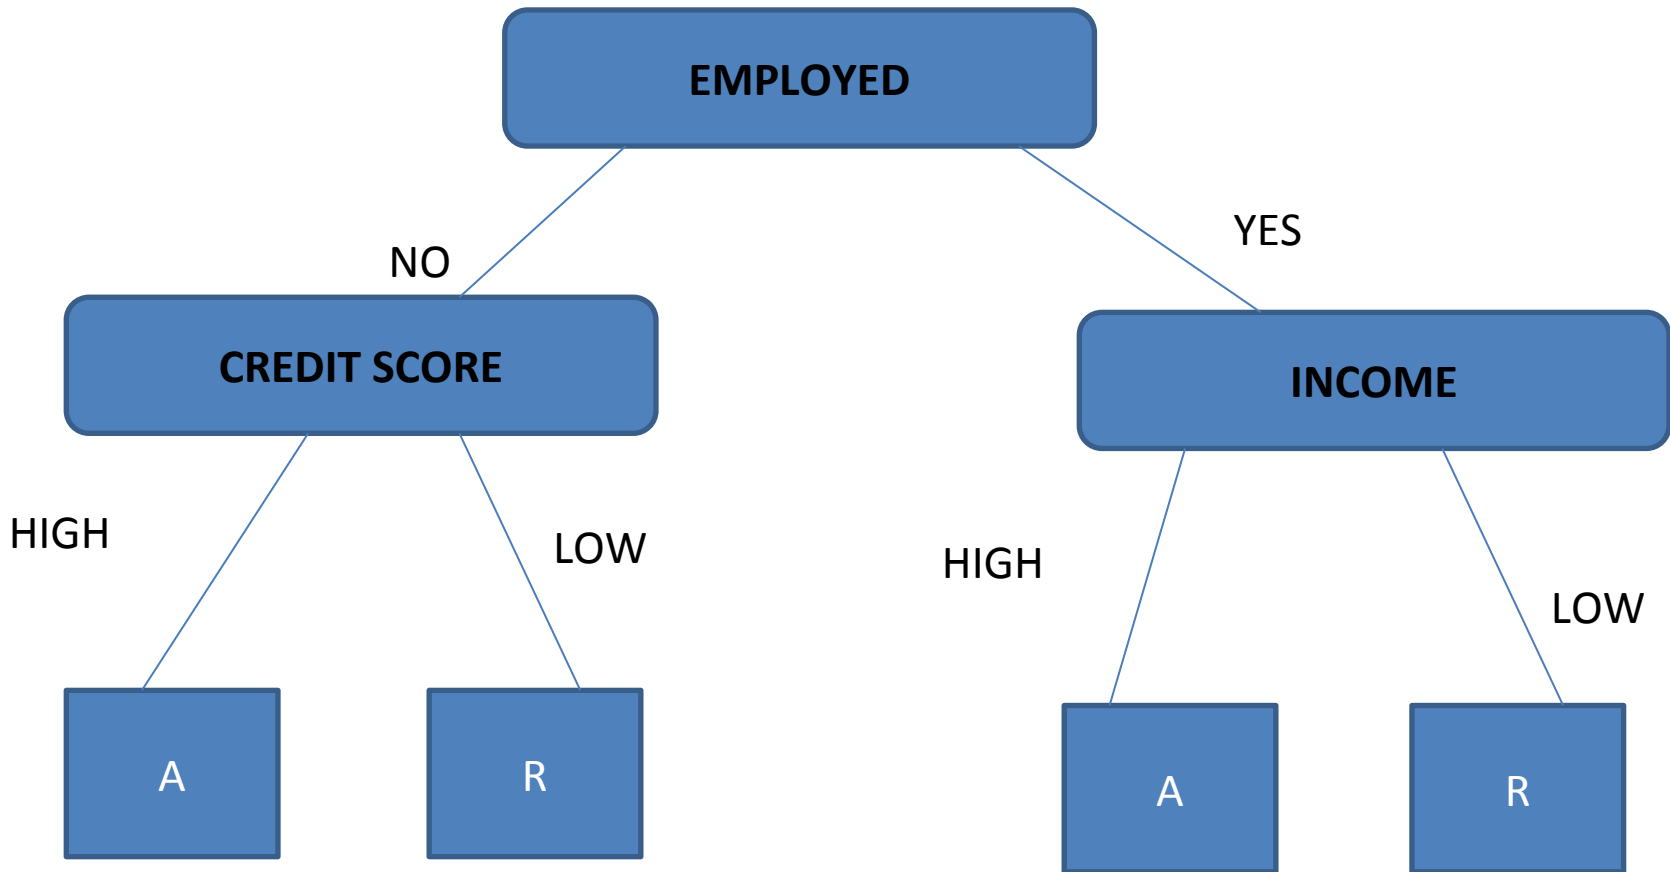 EMPLOYED
NO
YES
CREDIT SCORE
INCOME
HIGH
LOW
HIGH
LOW
A
R
A
R